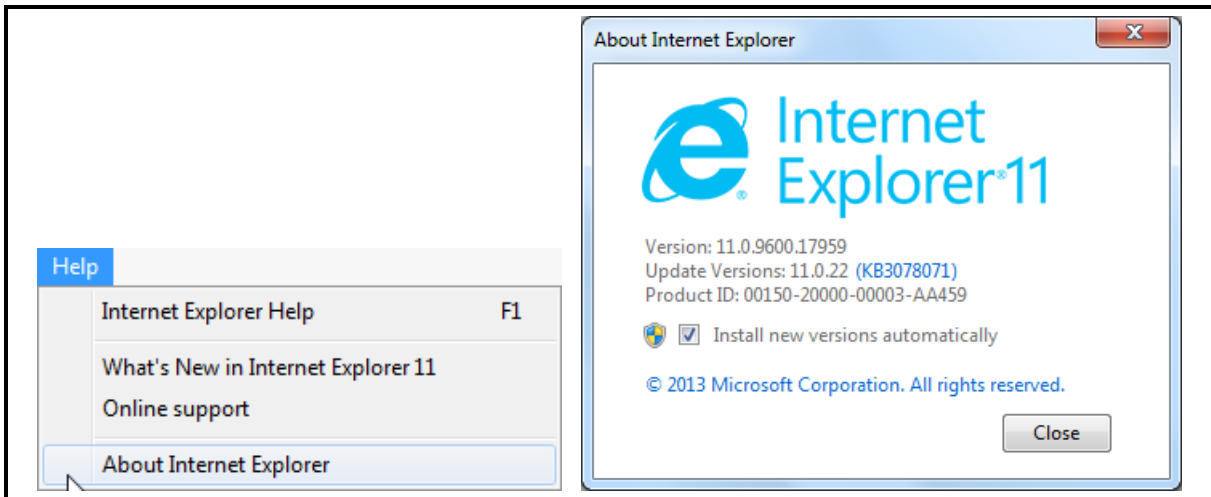 Help
Internet Explorer Help F1
What's New in Internet Explorer 11
Online support
About Internet Explorer
About Internet Explorer
Internet
Explorer®11
Version: 11.0.9600.17959
Update Versions: 11.0.22 (KB3078071)
Product ID: 00150-20000-00003-AA459
Install new versions automatically
© 2013 Microsoft Corporation. All rights reserved.
Close